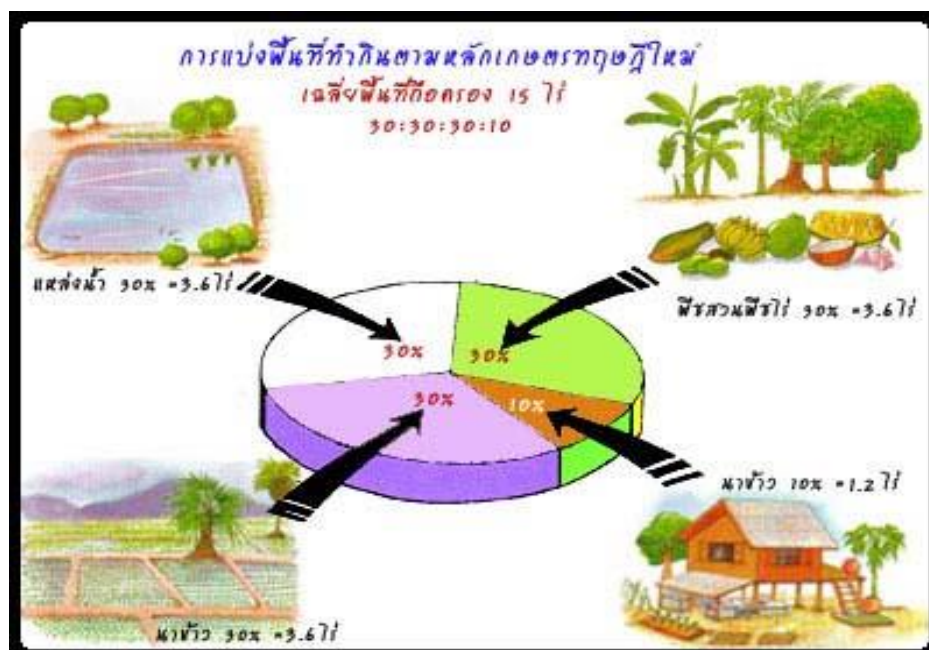 การแบ่งพื้นที่ทำกินตามหลักเกษตรทฤษฎีใหม่
เฉลี่ยพื้นที่ถือครอง 15 ไร่
30:30:30:10
แหล่งน้ำ 30% =3.6ไร่
พืชสวนพืชไร่ 30% =3.6ไร่
30%
30%
30%
10%
นาข้าว 10% =1.2ไร่
นาข้าว 30% =3.6ไร่